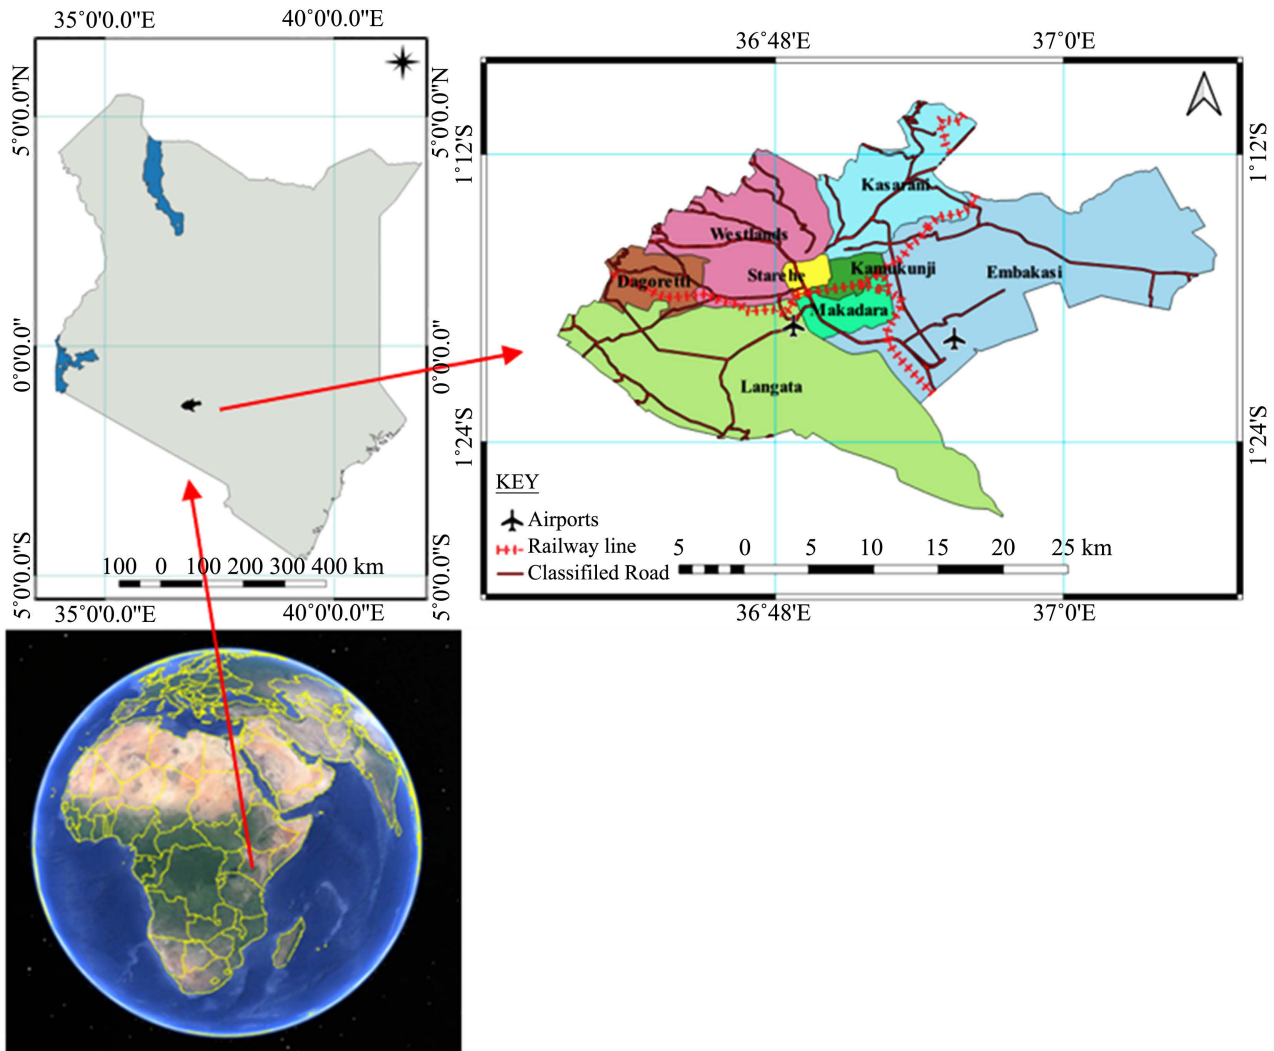 35°0'0.0"E 40°0'0.0"E
5°0'0.0"N
5°0'0.0"N
0°0'0.0"
0°0'0.0"
5°0'0.0"S
5°0'0.0"S
100 0 100 200 300 400 km
35°0'0.0"E 40°0'0.0"E
36°48'E 37°0'E
1°12'S
1°12'S
Kasarani
Westlands
Starehe
Kamukunji
Embakasi
Dagoretti
Makadara
Langata
1°24'S
1°24'S
KEY
Airports
Railway line
Classifiled Road
5 0 5 10 15 20 25 km
36°48'E 37°0'E